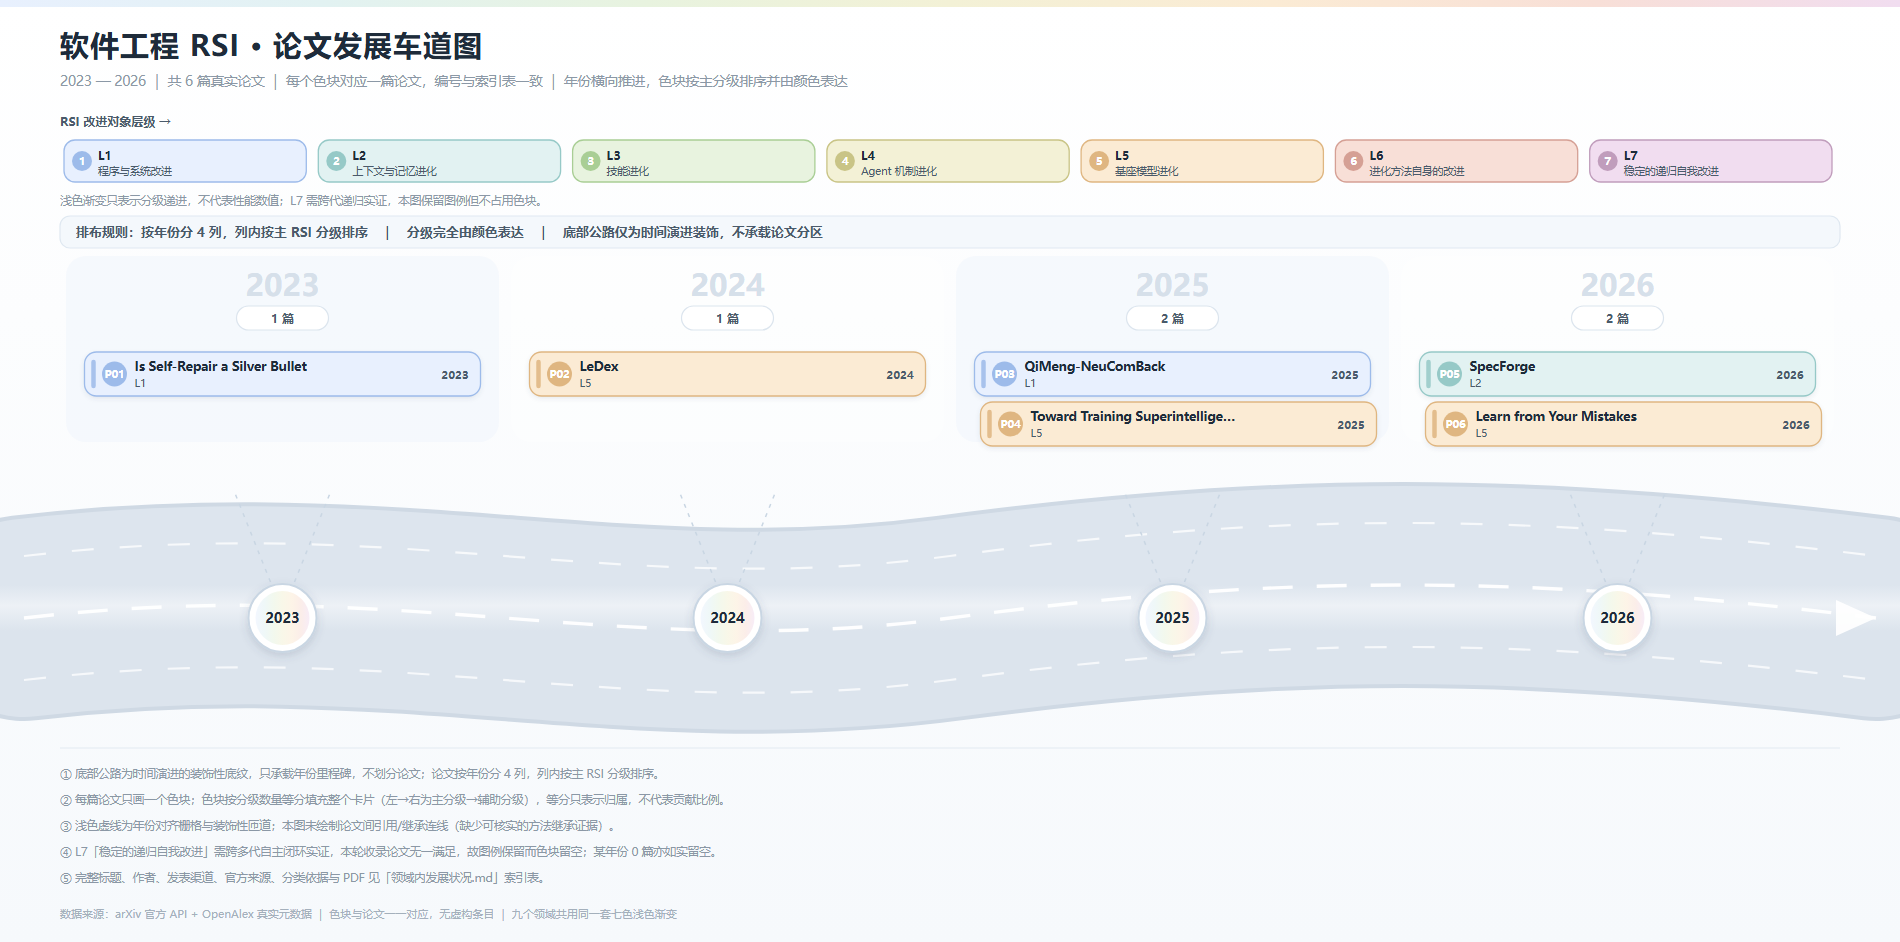 软件工程 RSI · 论文发展车道图
2023 — 2026 | 共 6 篇真实论文 | 每个色块对应一篇论文，编号与索引表一致 | 年份横向推进，色块按主分级排序并由颜色表达
RSI 改进对象层级 →
1 L1 程序与系统改进
2 L2 上下文与记忆进化
3 L3 技能进化
4 L4 Agent 机制进化
5 L5 基座模型进化
6 L6 进化方法自身的改进
7 L7 稳定的递归自我改进
浅色渐变只表示分级递进，不代表性能数值；L7 需跨代递归实证，本图保留图例但不占用色块。
排布规则：按年份分 4 列，列内按主 RSI 分级排序 | 分级完全由颜色表达 | 底部公路仅为时间演进装饰，不承载论文分区
2023
1 篇
P01 Is Self-Repair a Silver Bullet 2023
L1
2024
1 篇
P02 LeDex 2024
L5
2025
2 篇
P03 QiMeng-NeuComBack 2025
L1
P04 Toward Training Superintellige... 2025
L5
2026
2 篇
P05 SpecForge 2026
L2
P06 Learn from Your Mistakes 2026
L5
2023
2024
2025
2026
① 底部公路为时间演进的装饰性底纹，只承载年份里程碑，不划分论文；论文按年份分 4 列，列内按主 RSI 分级排序。
② 每篇论文只画一个色块；色块按分级数量等分填充整个卡片（左→右为主分级→辅助分级），等分只表示归属，不代表贡献比例。
③ 浅色虚线为年份对齐栅格与装饰性匝道；本图未绘制论文间引用/继承连线（缺少可核实的方法继承证据）。
④ L7「稳定的递归自我改进」需跨多代自主闭环实证，本轮收录论文无一满足，故图例保留而色块留空；某年份 0 篇亦如实留空。
⑤ 完整标题、作者、发表渠道、官方来源、分类依据与 PDF 见「领域内发展状况.md」索引表。
数据来源：arXiv 官方 API + OpenAlex 真实元数据 | 色块与论文一一对应，无虚构条目 | 九个领域共用同一套七色浅色渐变